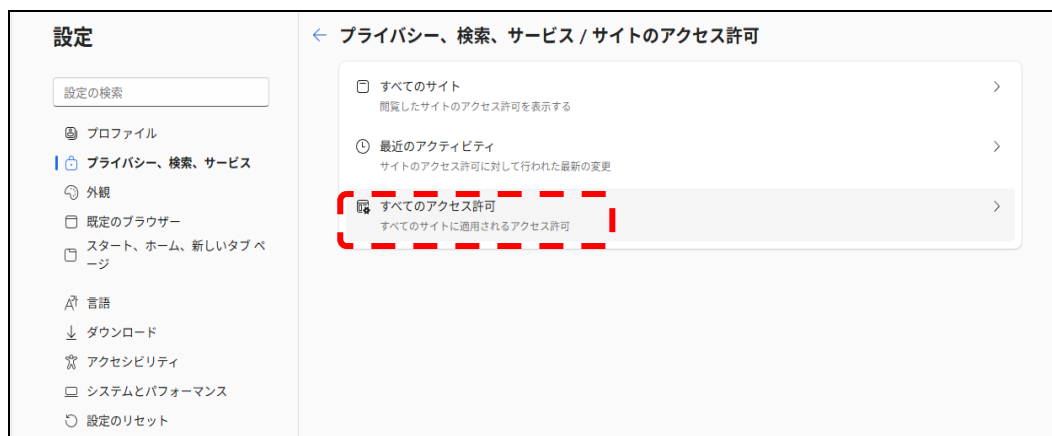 設定
設定の検索
プロファイル
プライバシー、検索、サービス
外観
既定のブラウザー
スタート、ホーム、新しいタブ ペ
ージ
言語
ダウンロード
アクセシビリティ
システムとパフォーマンス
設定のリセット
プライバシー、検索、サービス / サイトのアクセス許可
すべてのサイト
閲覧したサイトのアクセス許可を表示する
最近のアクティビティ
サイトのアクセス許可に対して行われた最新の変更
すべてのアクセス許可
すべてのサイトに適用されるアクセス許可